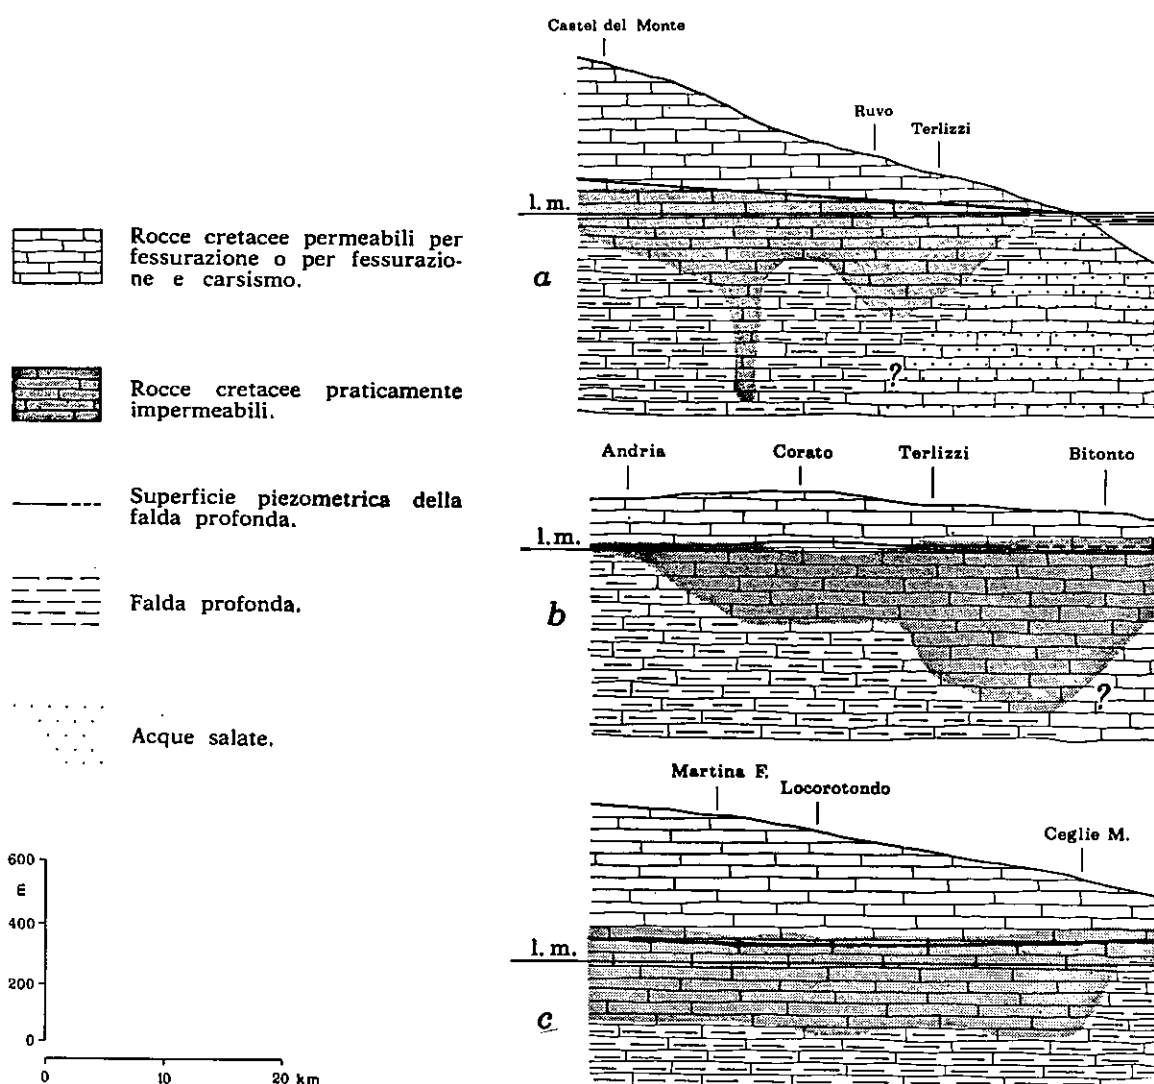 Castel del Monte
Ruvo
Terlizzi
l. m.
a
Rocce cretacee permeabili per
fessurazione o per fessurazio-
ne e carsismo.
Rocce cretacee praticamente
impermeabili.
Superficie piezometrica della
falda profonda.
Falda profonda.
Acque salate.
?
Andria
Corato
Terlizzi
Bitonto
l. m.
b
?
Martina F.
Locorotondo
Ceglie M.
l. m.
c
600
m
400
200
0
0 10 20 km